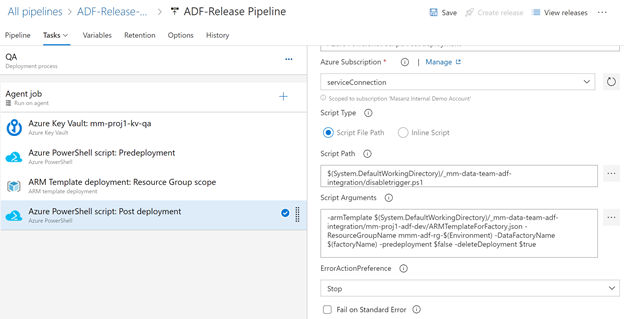 All pipelines > ADF-Release-... > ADF-Release Pipeline
Save Create release View releases ...
Pipeline Tasks Variables Retention Options History
QA
Deployment process
Agent job
Run on agent
Azure Key Vault: mm-proj1-kv-qa
Azure Key Vault
Azure PowerShell script: Predeployment
Azure PowerShell
ARM Template deployment: Resource Group scope
ARM template deployment
Azure PowerShell script: Post deployment
Azure PowerShell
Azure Subscription * | Manage
serviceConnection
Scoped to subscription 'Masanz Internal Demo Account'
Script Type
Script File Path Inline Script
Script Path
$(System.DefaultWorkingDirectory)/_mm-data-team-adf-
integration/disabletrigger.ps1
Script Arguments
-armTemplate $(System.DefaultWorkingDirectory)/_mm-data-team-adf-
integration/mm-proj1-adf-dev/ARMTemplateForFactory.json -
ResourceGroupName mmm-adf-rg-$(Environment) -DataFactoryName
$(factoryName) -predeployment $false -deleteDeployment $true
ErrorActionPreference
Stop
Fail on Standard Error